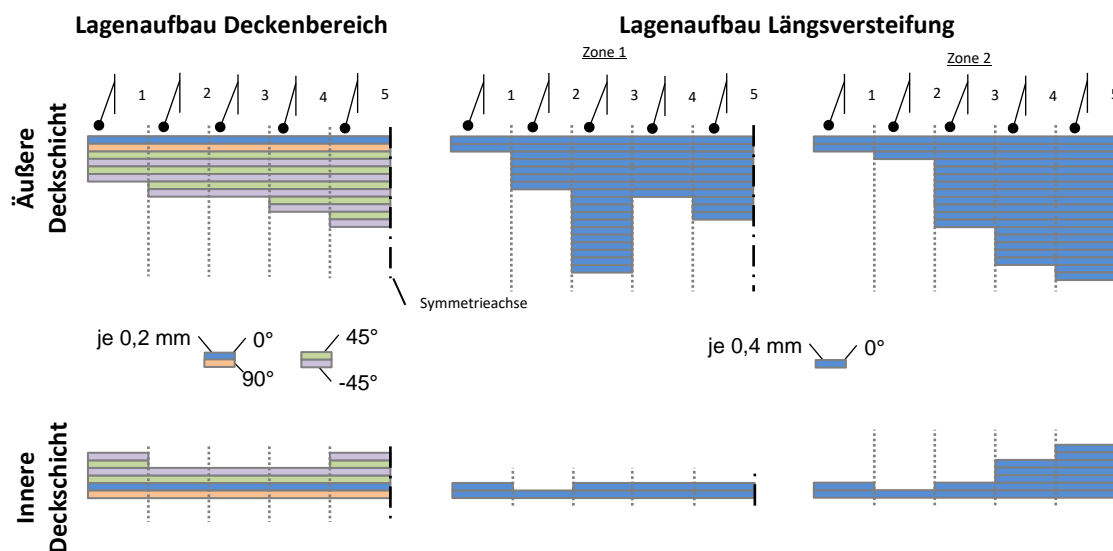 Lagenaufbau Deckenbereich
Lagenaufbau Längsversteifung
Zone 1
Zone 2
1 2 3 4 5
1 2 3 4 5
1 2 3 4 5
Äußere
Deckschicht
Symmetrieachse
je 0,2 mm
0°
90°
45°
-45°
je 0,4 mm
0°
Innere
Deckschicht